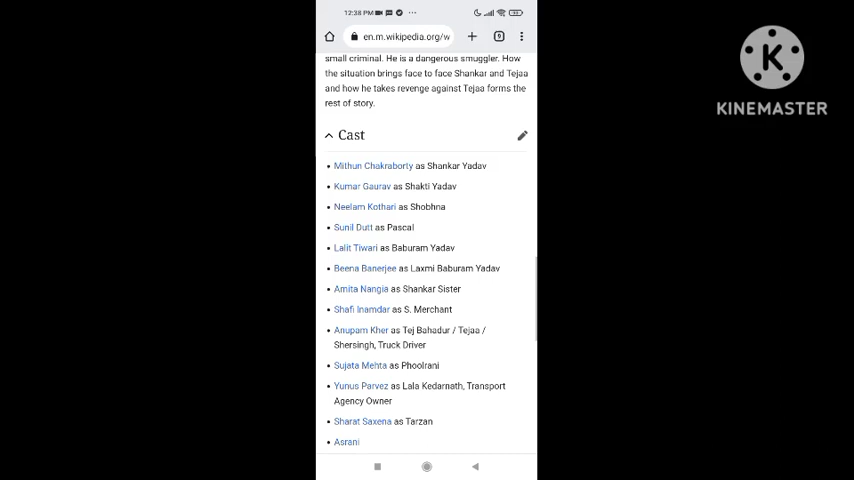 12:38 PM
en.m.wikipedia.org/w
9
K
KINEMASTER
small criminal. He is a dangerous smuggler. How
the situation brings face to face Shankar and Tejaa
and how he takes revenge against Tejaa forms the
rest of story.
Cast
• Mithun Chakraborty as Shankar Yadav
• Kumar Gaurav as Shakti Yadav
• Neelam Kothari as Shobhna
• Sunil Dutt as Pascal
• Lalit Tiwari as Baburam Yadav
• Beena Banerjee as Laxmi Baburam Yadav
• Amita Nangia as Shankar Sister
• Shafi Inamdar as S. Merchant
• Anupam Kher as Tej Bahadur / Tejaa /
Shersingh, Truck Driver
• Sujata Mehta as Phoolrani
• Yunus Parvez as Lala Kedarnath, Transport
Agency Owner
• Sharat Saxena as Tarzan
• Asrani